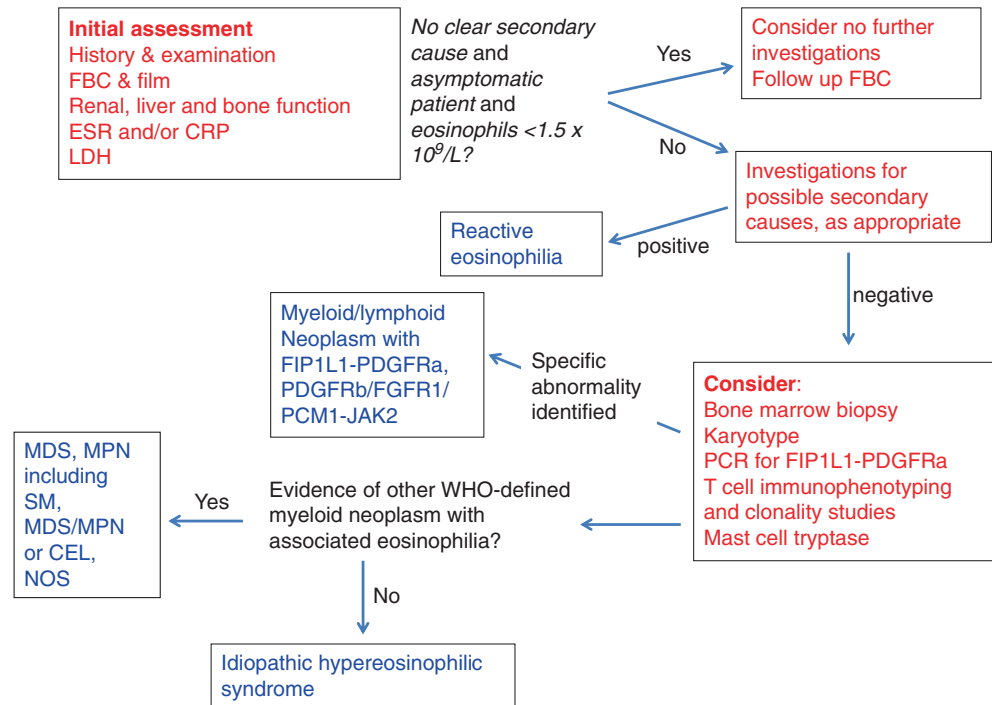 Initial assessment
History & examination
FBC & film
Renal, liver and bone function
ESR and/or CRP
LDH
No clear secondary
cause and
asymptomatic
patient and
eosinophils <1.5 x
10⁹/L?
Yes
Consider no further
investigations
Follow up FBC
No
Investigations for
possible secondary
causes, as appropriate
positive
Reactive
eosinophilia
negative
Consider:
Bone marrow biopsy
Karyotype
PCR for FIP1L1-PDGFRa
T cell immunophenotyping
and clonality studies
Mast cell tryptase
Specific
abnormality
identified
Myeloid/lymphoid
Neoplasm with
FIP1L1-PDGFRa,
PDGFRb/FGFR1/
PCM1-JAK2
Evidence of other WHO-defined
myeloid neoplasm with
associated eosinophilia?
Yes
MDS, MPN
including
SM,
MDS/MPN
or CEL,
NOS
No
Idiopathic hypereosinophilic
syndrome